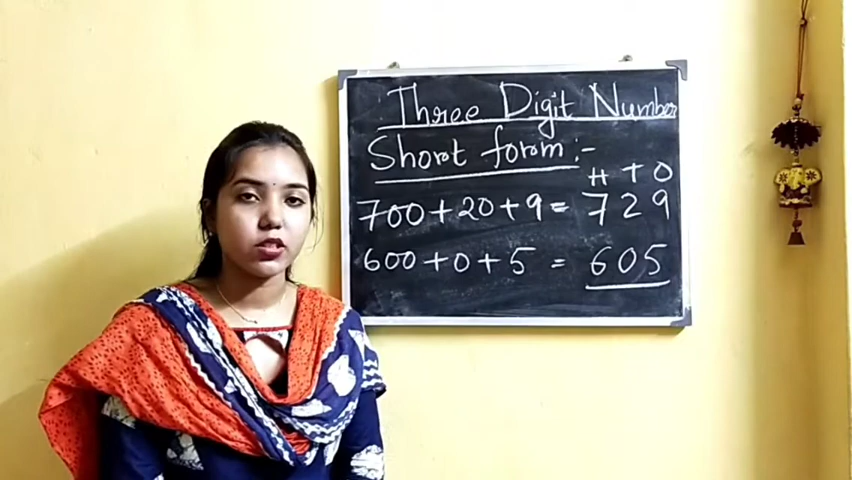 Three Digit Number
Short form :-
H T O
700 + 20 + 9 = 729
600 + 0 + 5 = 605